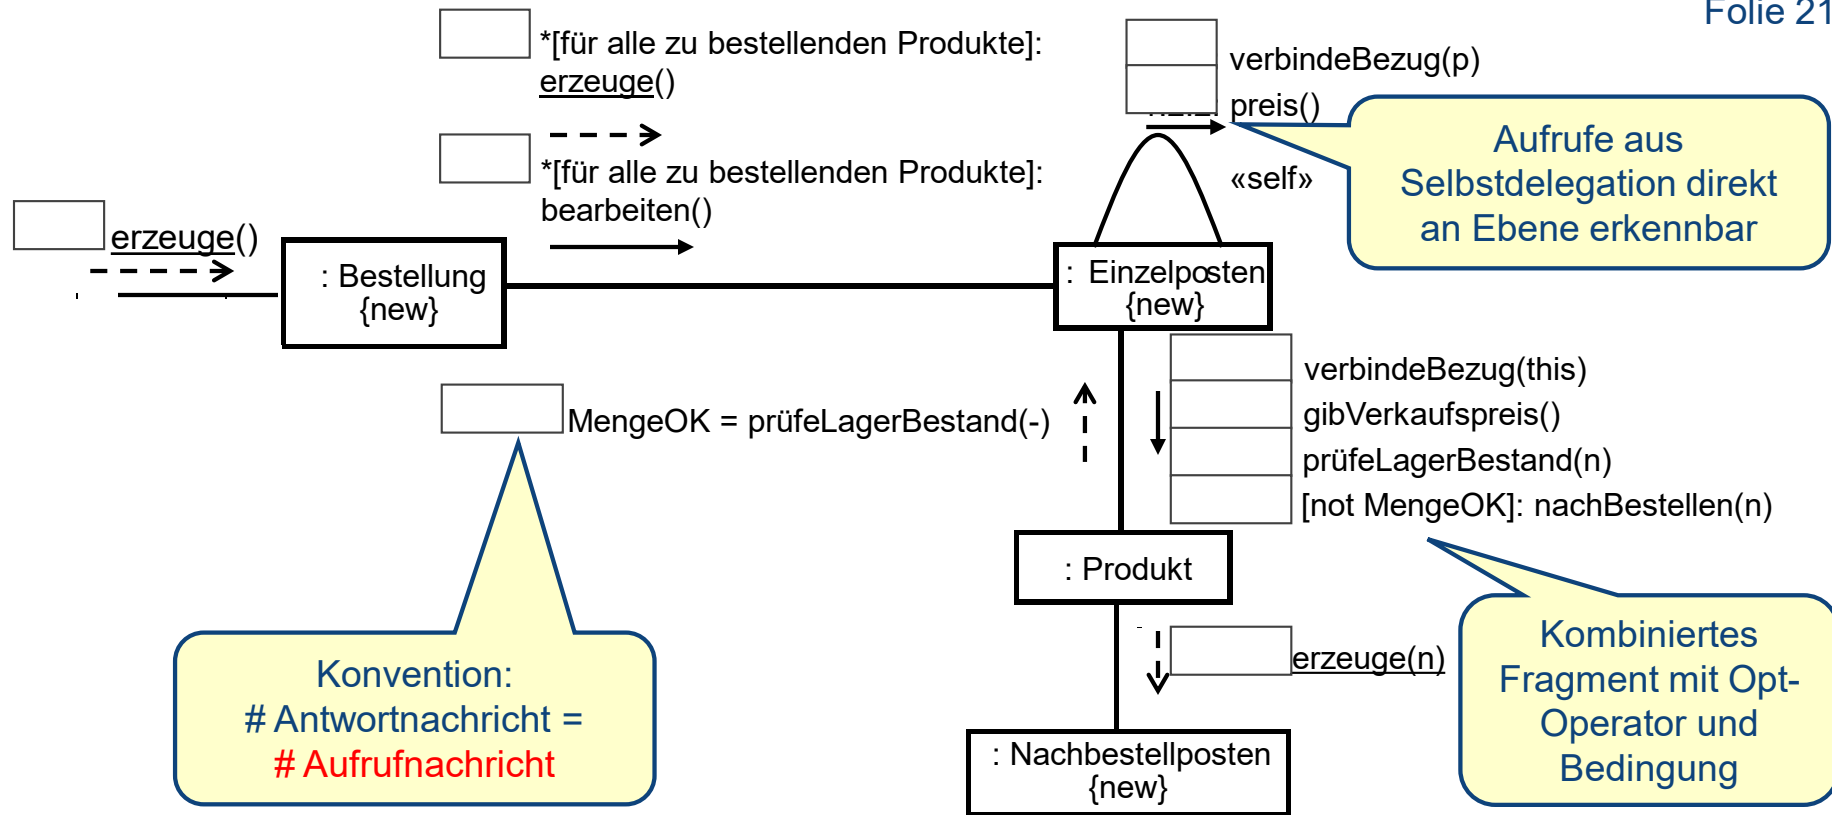 Folie 21
*[für alle zu bestellenden Produkte]:
erzeuge()
verbindeBezug(p)
preis()
Aufrufe aus
Selbstdelegation direkt
an Ebene erkennbar
*[für alle zu bestellenden Produkte]:
bearbeiten()
«self»
erzeuge()
: Bestellung
{new}
: Einzelposten
{new}
verbindeBezug(this)
gibVerkaufspreis()
prüfeLagerBestand(n)
[not MengeOK]: nachBestellen(n)
MengeOK = prüfeLagerBestand(-)
: Produkt
erzeuge(n)
Kombiniertes
Fragment mit Opt-
Operator und
Bedingung
Konvention:
# Antwortnachricht =
# Aufrufnachricht
: Nachbestellposten
{new}